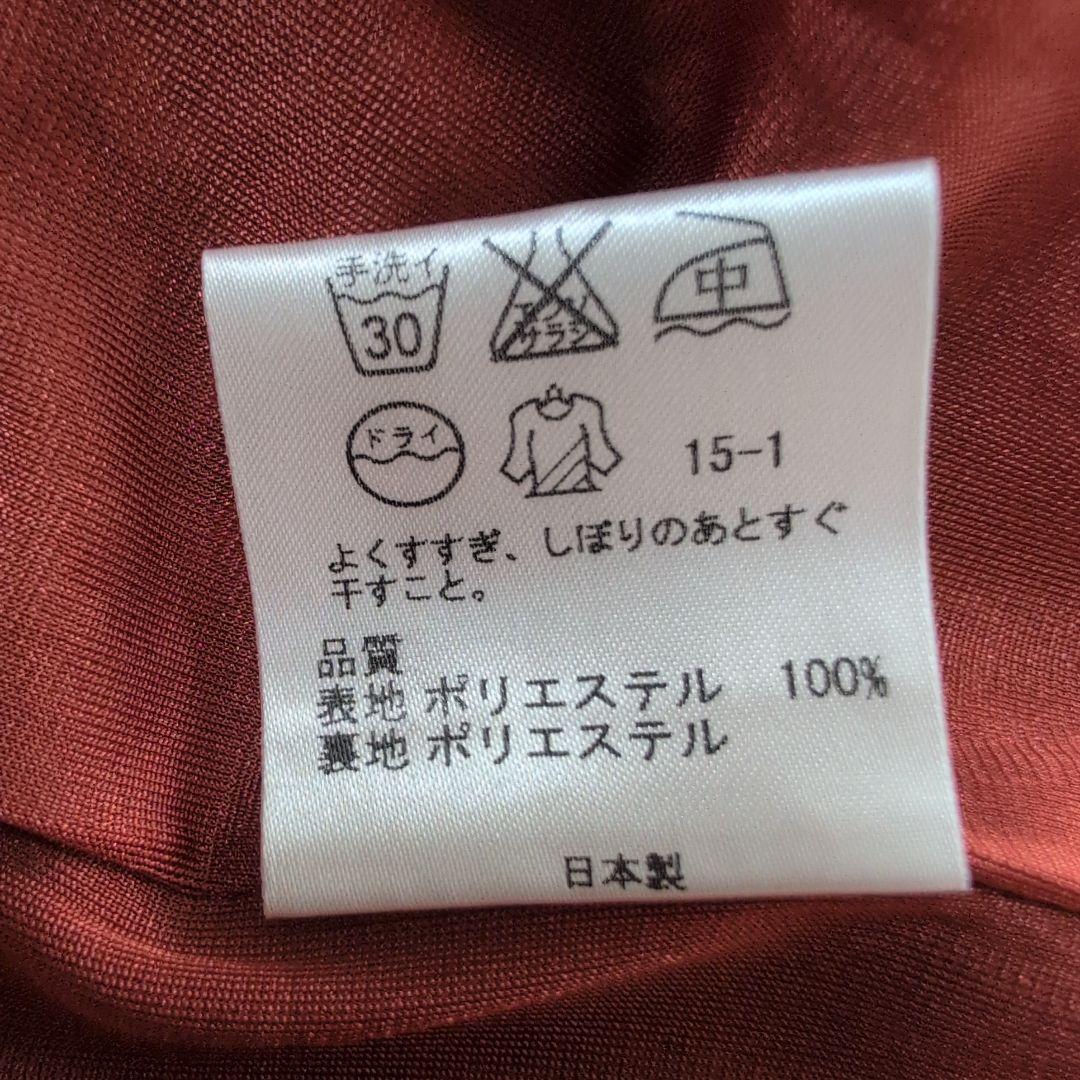 手洗イ
30
エンソ
サラシ
中
ドライ
15-1
よくすすぎ、しぼりのあとすぐ
干すこと。
品質
表地 ポリエステル 100%
裏地 ポリエステル
日本製